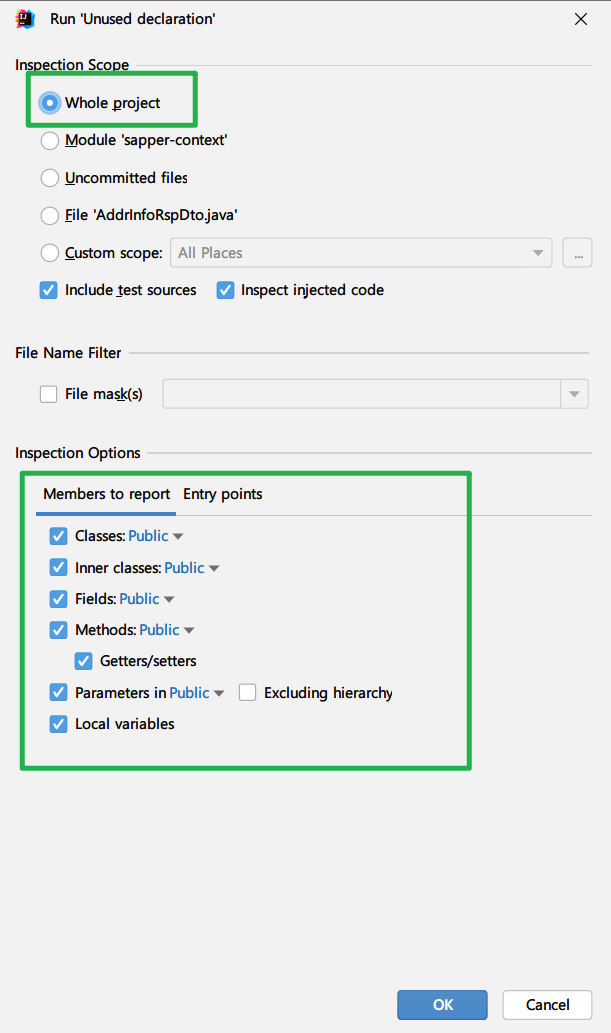 Run 'Unused declaration'
Inspection Scope
Whole project
Module 'sapper-context'
Uncommitted files
File 'AddrInfoRspDto.java'
Custom scope: All Places ...
Include test sources Inspect injected code
File Name Filter
File mask(s)
Inspection Options
Members to report Entry points
Classes: Public
Inner classes: Public
Fields: Public
Methods: Public
Getters/setters
Parameters in Public Excluding hierarchy
Local variables
OK Cancel